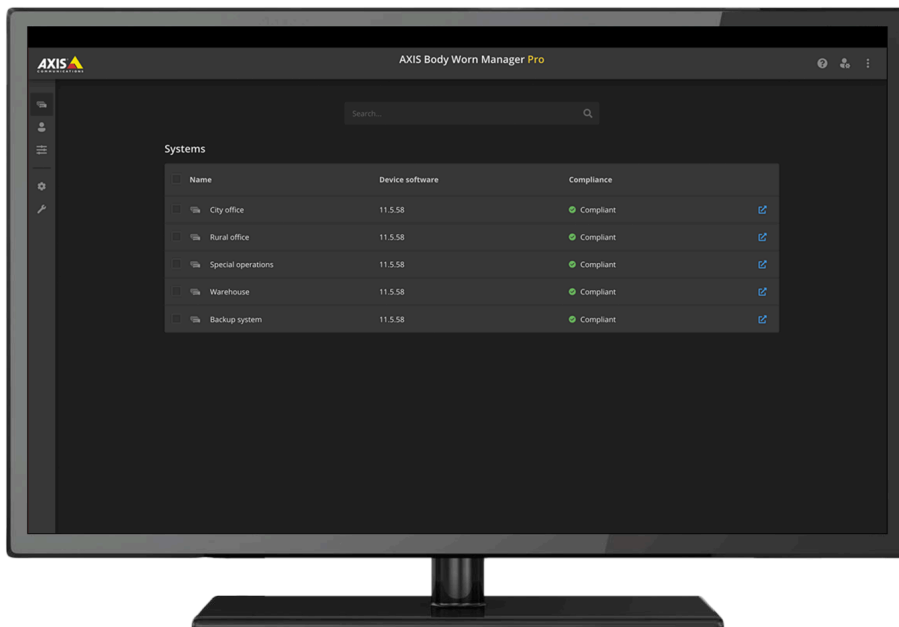 AXIS
COMMUNICATIONS
AXIS Body Worn Manager Pro
Search...
Systems
Name Device software Compliance
City office 11.5.58 Compliant
Rural office 11.5.58 Compliant
Special operations 11.5.58 Compliant
Warehouse 11.5.58 Compliant
Backup system 11.5.58 Compliant